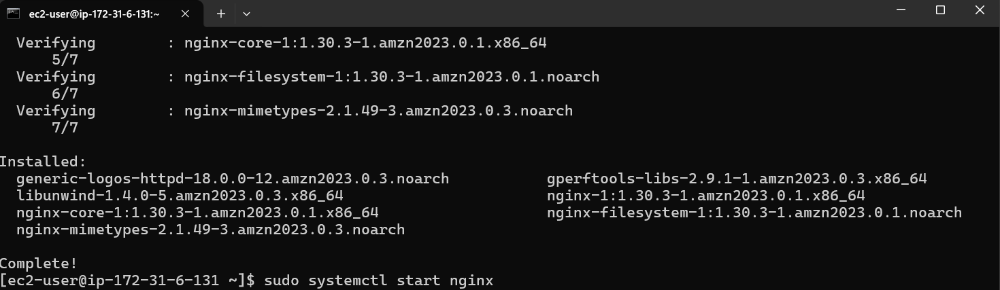 ec2-user@ip-172-31-6-131:~
Verifying        : nginx-core-1:1.30.3-1.amzn2023.0.1.x86_64
5/7
Verifying        : nginx-filesystem-1:1.30.3-1.amzn2023.0.1.noarch
6/7
Verifying        : nginx-mimetypes-2.1.49-3.amzn2023.0.3.noarch
7/7
Installed:
generic-logos-httpd-18.0.0-12.amzn2023.0.3.noarch           gperftools-libs-2.9.1-1.amzn2023.0.3.x86_64
libunwind-1.4.0-5.amzn2023.0.3.x86_64                       nginx-1:1.30.3-1.amzn2023.0.1.x86_64
nginx-core-1:1.30.3-1.amzn2023.0.1.x86_64                   nginx-filesystem-1:1.30.3-1.amzn2023.0.1.noarch
nginx-mimetypes-2.1.49-3.amzn2023.0.3.noarch
Complete!
[ec2-user@ip-172-31-6-131 ~]$ sudo systemctl start nginx